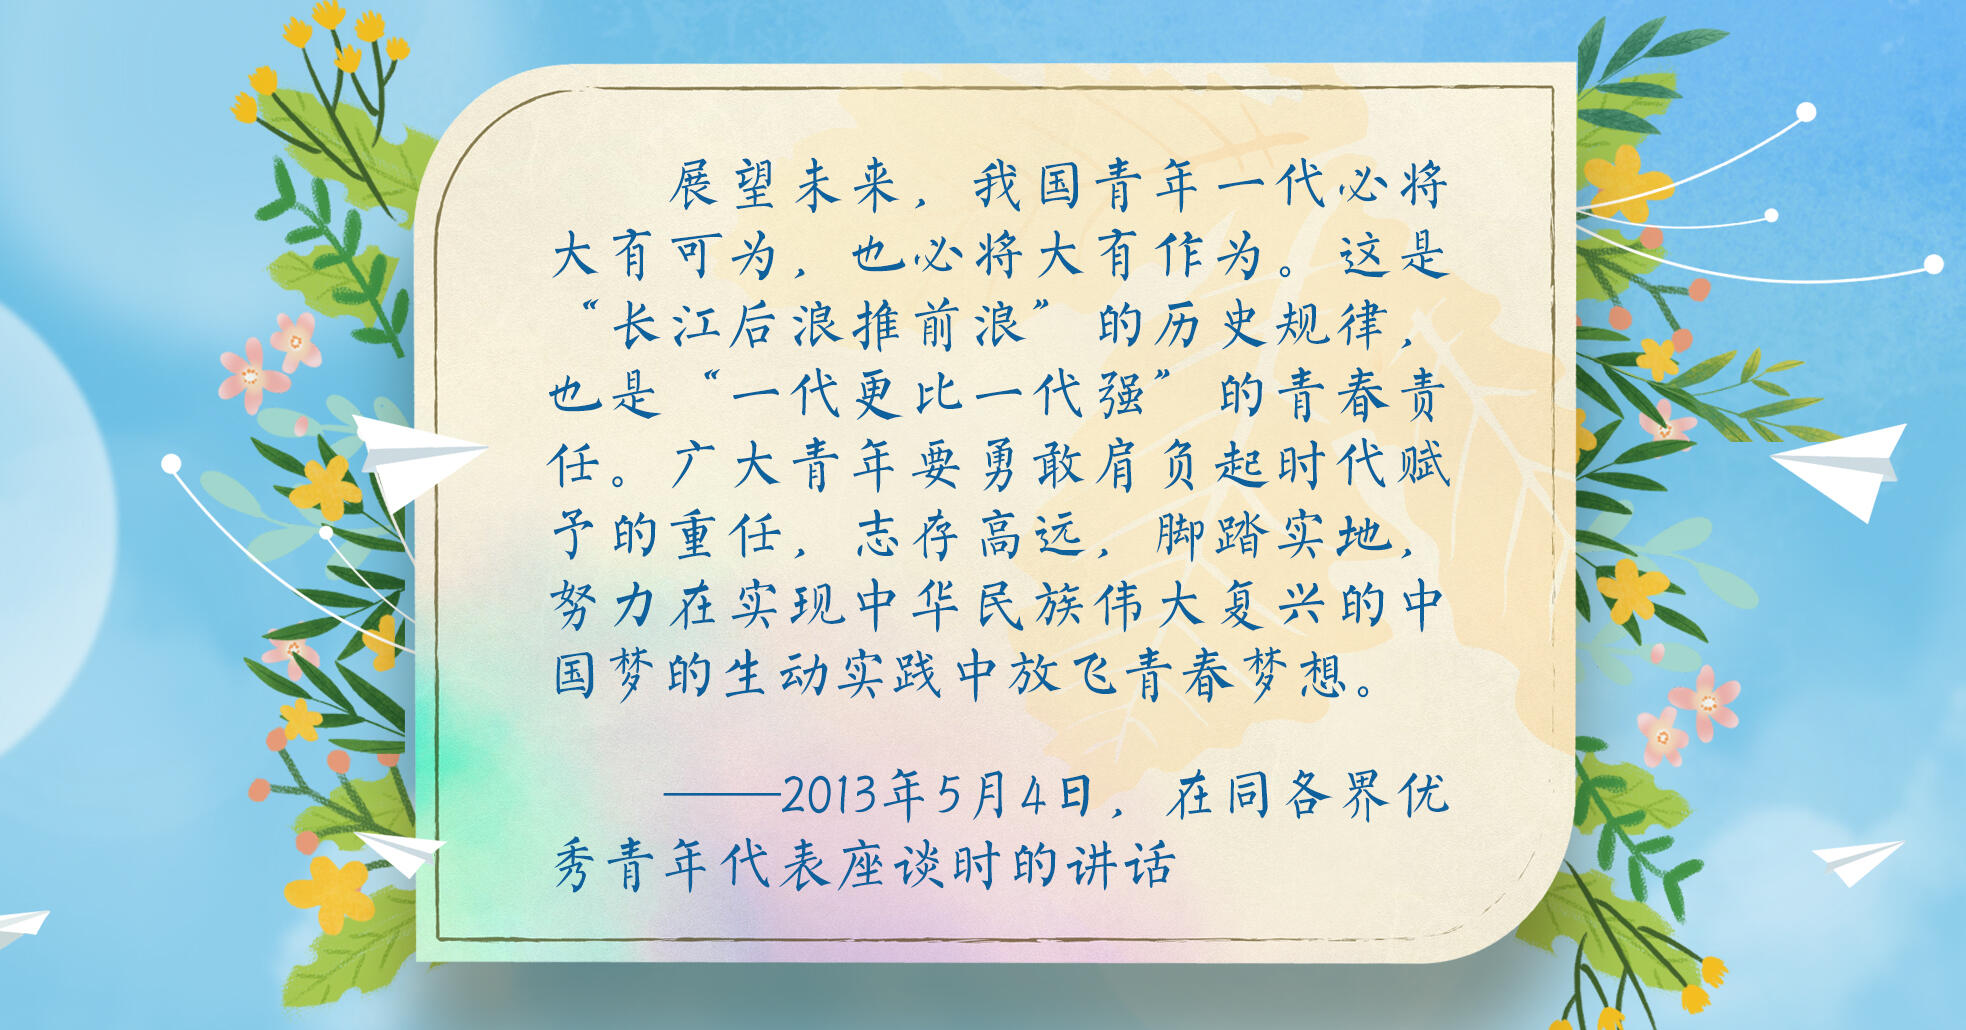 展望未来，我国青年一代必将
大有可为，也必将大有作为。这是
“长江后浪推前浪”的历史规律，
也是“一代更比一代强”的青春责
任。广大青年要勇敢肩负起时代赋
予的重任，志存高远，脚踏实地，
努力在实现中华民族伟大复兴的中
国梦的生动实践中放飞青春梦想。
——2013年5月4日，在同各界优
秀青年代表座谈时的讲话